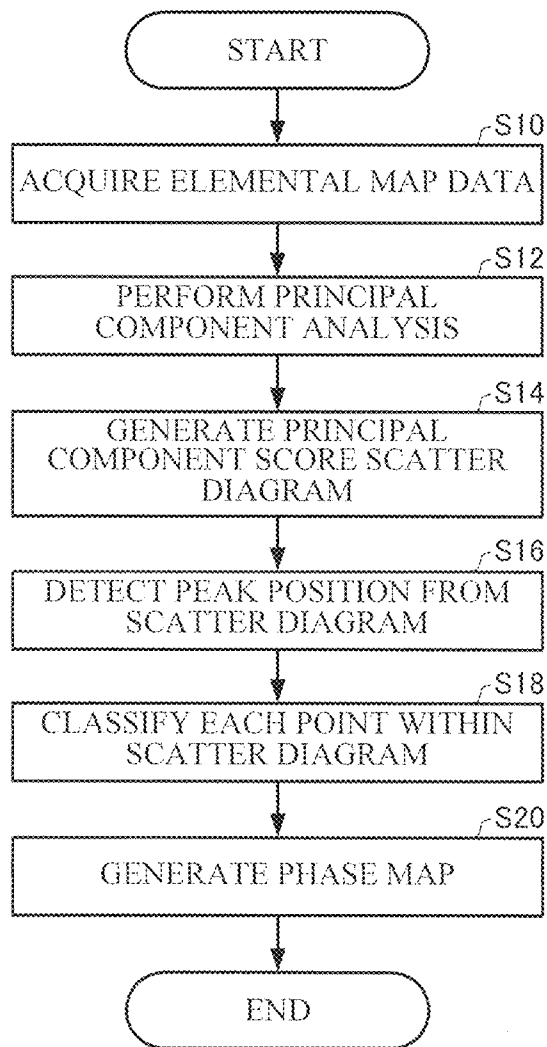 START
S10
ACQUIRE ELEMENTAL MAP DATA
S12
PERFORM PRINCIPAL
COMPONENT ANALYSIS
S14
GENERATE PRINCIPAL
COMPONENT SCORE SCATTER
DIAGRAM
S16
DETECT PEAK POSITION FROM
SCATTER DIAGRAM
S18
CLASSIFY EACH POINT WITHIN
SCATTER DIAGRAM
S20
GENERATE PHASE MAP
END